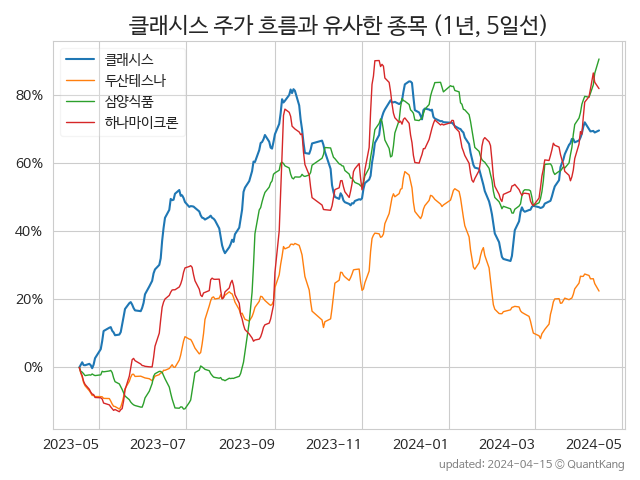 클래시스 주가 흐름과 유사한 종목 (1년, 5일선)
클래시스
두산테스나
삼양식품
하나마이크론
80%
60%
40%
20%
0%
2023-05 2023-07 2023-09 2023-11 2024-01 2024-03 2024-05
updated: 2024-04-15 © QuantKang